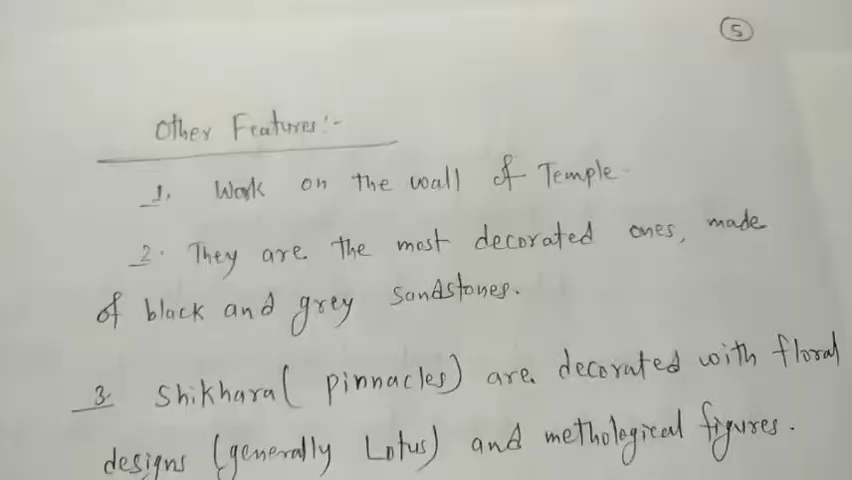 5
Other Features:-
1. Work on the wall of Temple.
2. They are the most decorated ones, made
of black and grey sandstones.
3. Shikhara( pinnacles) are decorated with floral
designs (generally Lotus) and methological figures.